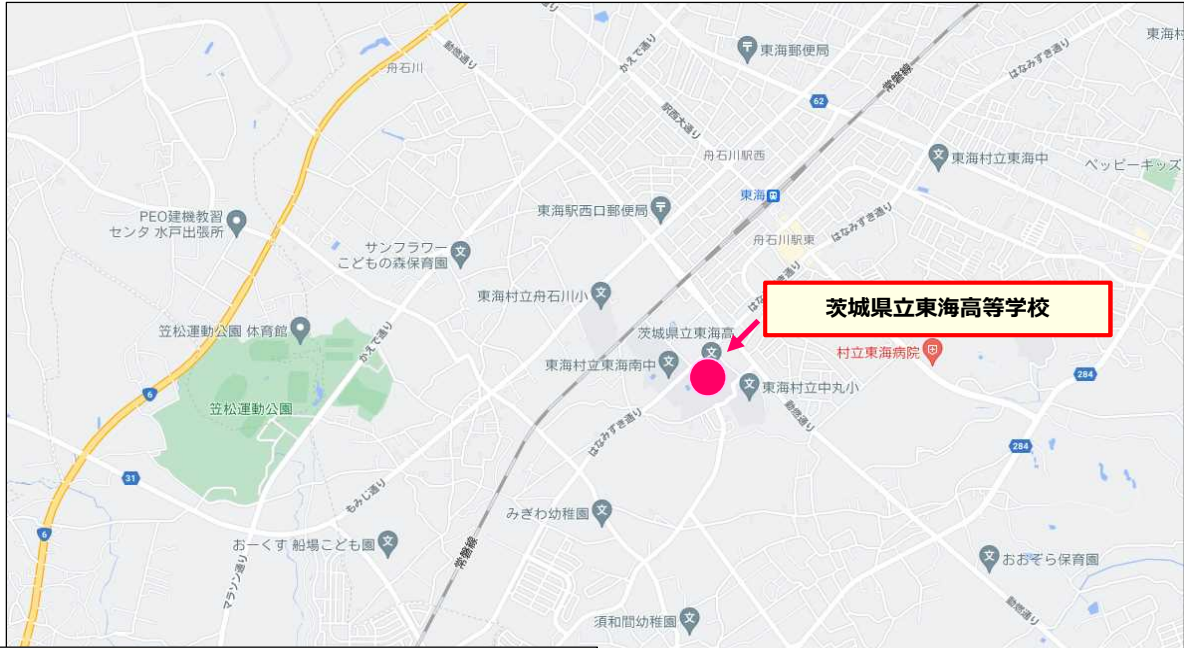 動燃通り
舟石川
かえで通り
東海郵便局
常磐線
はなみずき通り
東海村
62
駅西大通り
舟石川駅西
東海村立東海中
ペッピーキッズ
PEO建機教習
センタ 水戸出張所
東海駅西口郵便局
東海
サンフラワー
こどもの森保育園
舟石川駅東
はなみずき通り
東海村立舟石川小
はなみずき通り
茨城県立東海高等学校
笠松運動公園 体育館
かえで通り
茨城県立東海高
村立東海病院
東海村立東海南中
284
6
東海村立中丸小
笠松運動公園
はなみずき通り
動燃通り
284
31
もみじ通り
みぎわ幼稚園
6
おーくす 船場こども園
常磐線
おおぞら保育園
マラソン通り
須和間幼稚園
動燃通り